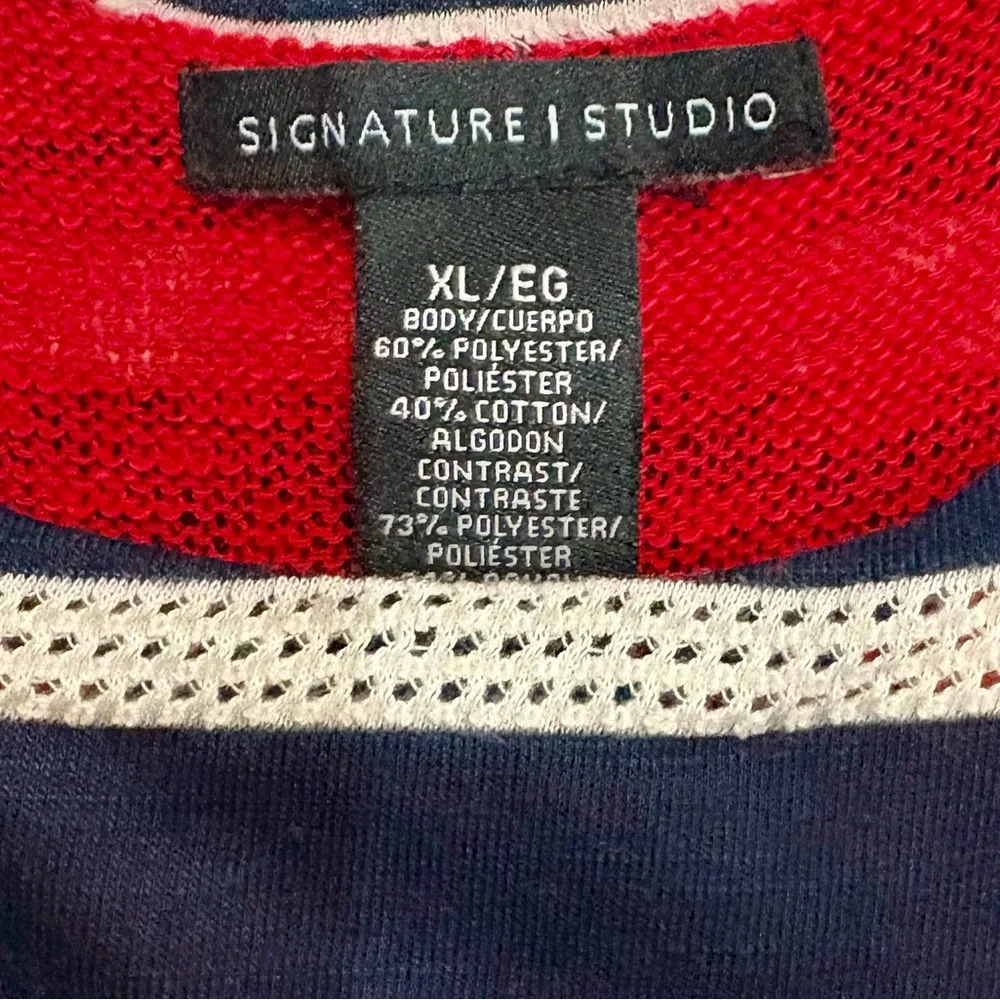 SIGNATURE | STUDIO
XL/EG
BODY/CUERPO
60% POLYESTER/
POLIÉSTER
40% COTTON/
ALGODON
CONTRAST/
CONTRASTE
73% POLYESTER/
POLIÉSTER